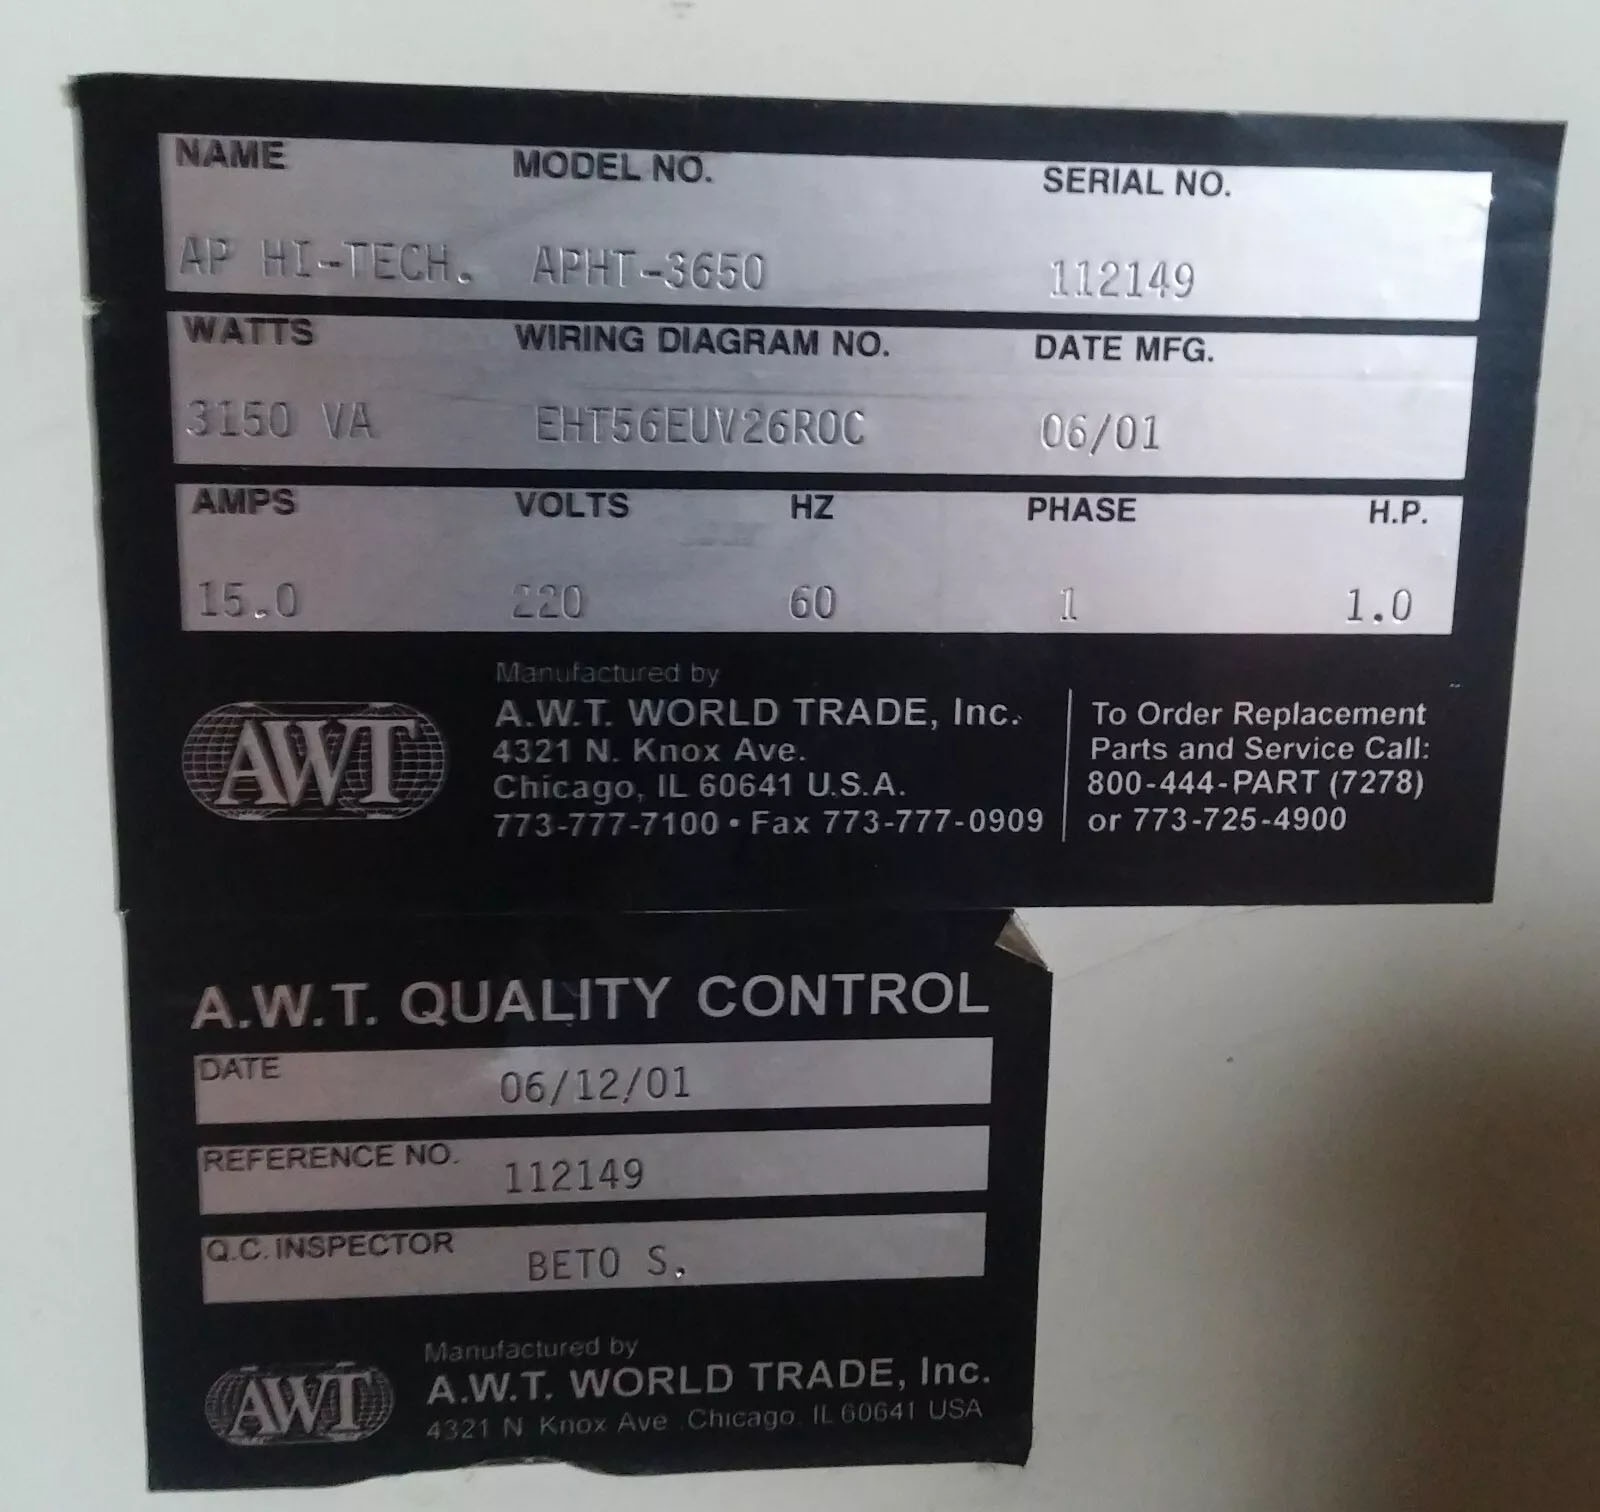 NAME MODEL NO. SERIAL NO.
AP HI-TECH. APHT-3650 112149
WATTS WIRING DIAGRAM NO. DATE MFG.
3150 VA EHT56EUV26ROC 06/01
AMPS VOLTS HZ PHASE H.P.
15.0 220 60 1 1.0
Manufactured by
AWT A.W.T. WORLD TRADE, Inc.
4321 N. Knox Ave.
Chicago, IL 60641 U.S.A.
773-777-7100 • Fax 773-777-0909
To Order Replacement
Parts and Service Call:
800-444-PART (7278)
or 773-725-4900
A.W.T. QUALITY CONTROL
DATE 06/12/01
REFERENCE NO. 112149
Q.C. INSPECTOR BETO S.
Manufactured by
AWT A.W.T. WORLD TRADE, Inc.
4321 N Knox Ave Chicago IL 60641 USA